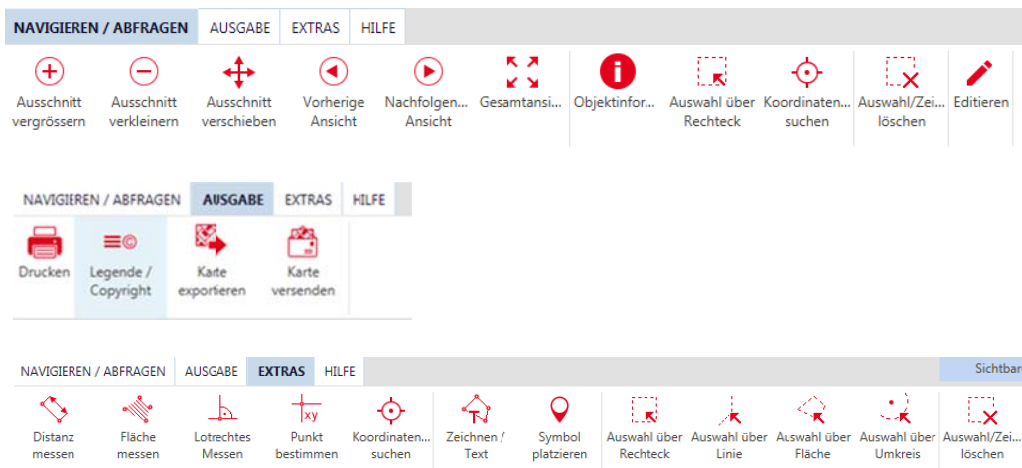 NAVIGIEREN / ABFRAGEN AUSGABE EXTRAS HILFE
Ausschnitt Ausschnitt Ausschnitt Vorherige Nachfolgen... Gesamtansi... Objektinfor... Auswahl über Koordinaten... Auswahl/Zei... Editieren
vergrössern verkleinern verschieben Ansicht Ansicht Rechteck suchen löschen
NAVIGIEREN / ABFRAGEN AUSGABE EXTRAS HILFE
Drucken Legende / Karte Karte
Copyright exportieren versenden
NAVIGIEREN / ABFRAGEN AUSGABE EXTRAS HILFE Sichtbar
xy
T
Distanz Fläche Lotrechtes Punkt Koordinaten... Zeichnen / Symbol Auswahl über Auswahl über Auswahl über Auswahl über Auswahl/Zei...
messen messen Messen bestimmen suchen Text platzieren Rechteck Linie Fläche Umkreis löschen